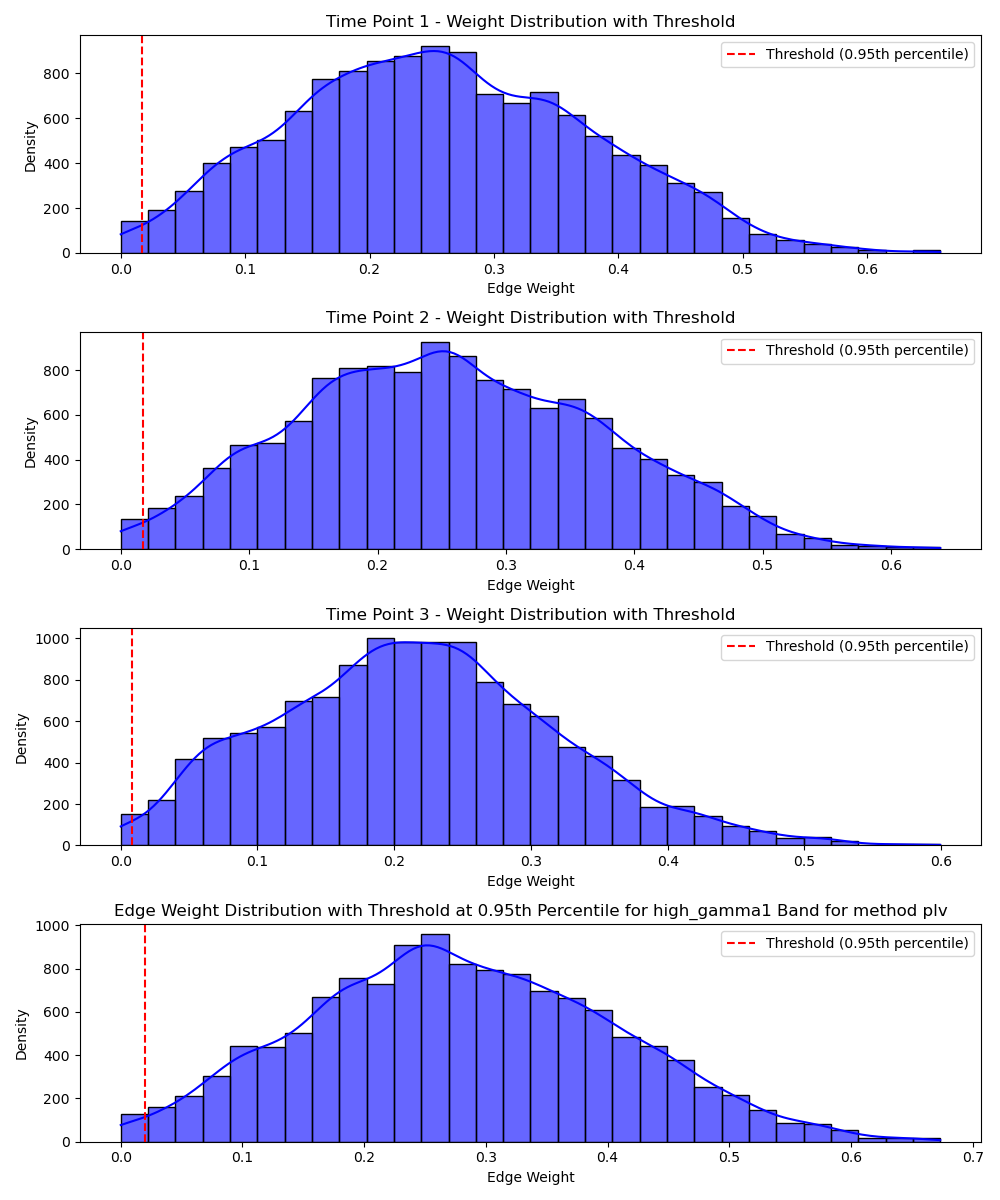 Time Point 1 - Weight Distribution with Threshold
Threshold (0.95th percentile)
800
600
400
200
0
Density
0.0 0.1 0.2 0.3 0.4 0.5 0.6
Edge Weight
Time Point 2 - Weight Distribution with Threshold
Threshold (0.95th percentile)
800
600
400
200
0
Density
0.0 0.1 0.2 0.3 0.4 0.5 0.6
Edge Weight
Time Point 3 - Weight Distribution with Threshold
Threshold (0.95th percentile)
1000
800
600
400
200
0
Density
0.0 0.1 0.2 0.3 0.4 0.5 0.6
Edge Weight
Edge Weight Distribution with Threshold at 0.95th Percentile for high_gamma1 Band for method plv
Threshold (0.95th percentile)
1000
800
600
400
200
0
Density
0.0 0.1 0.2 0.3 0.4 0.5 0.6 0.7
Edge Weight